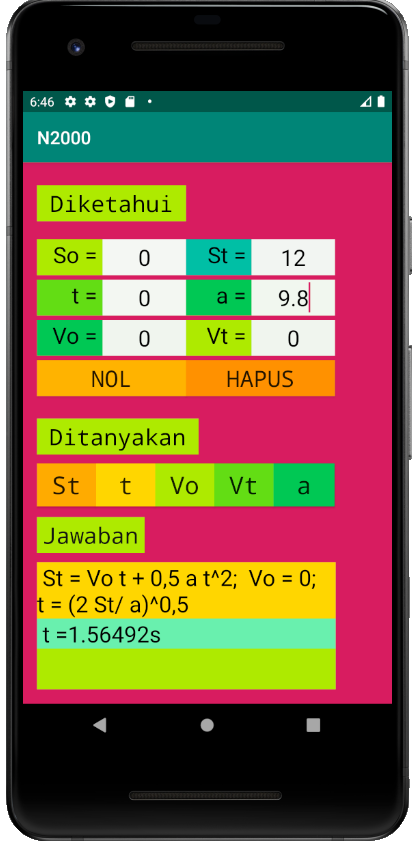 6:46
N2000
Diketahui
So = 0 St = 12
t = 0 a = 9.8
Vo = 0 Vt = 0
NOL HAPUS
Ditanyakan
St t Vo Vt a
Jawaban
St = Vo t + 0,5 a t^2; Vo = 0;
t = (2 St/ a)^0,5
t =1.56492s